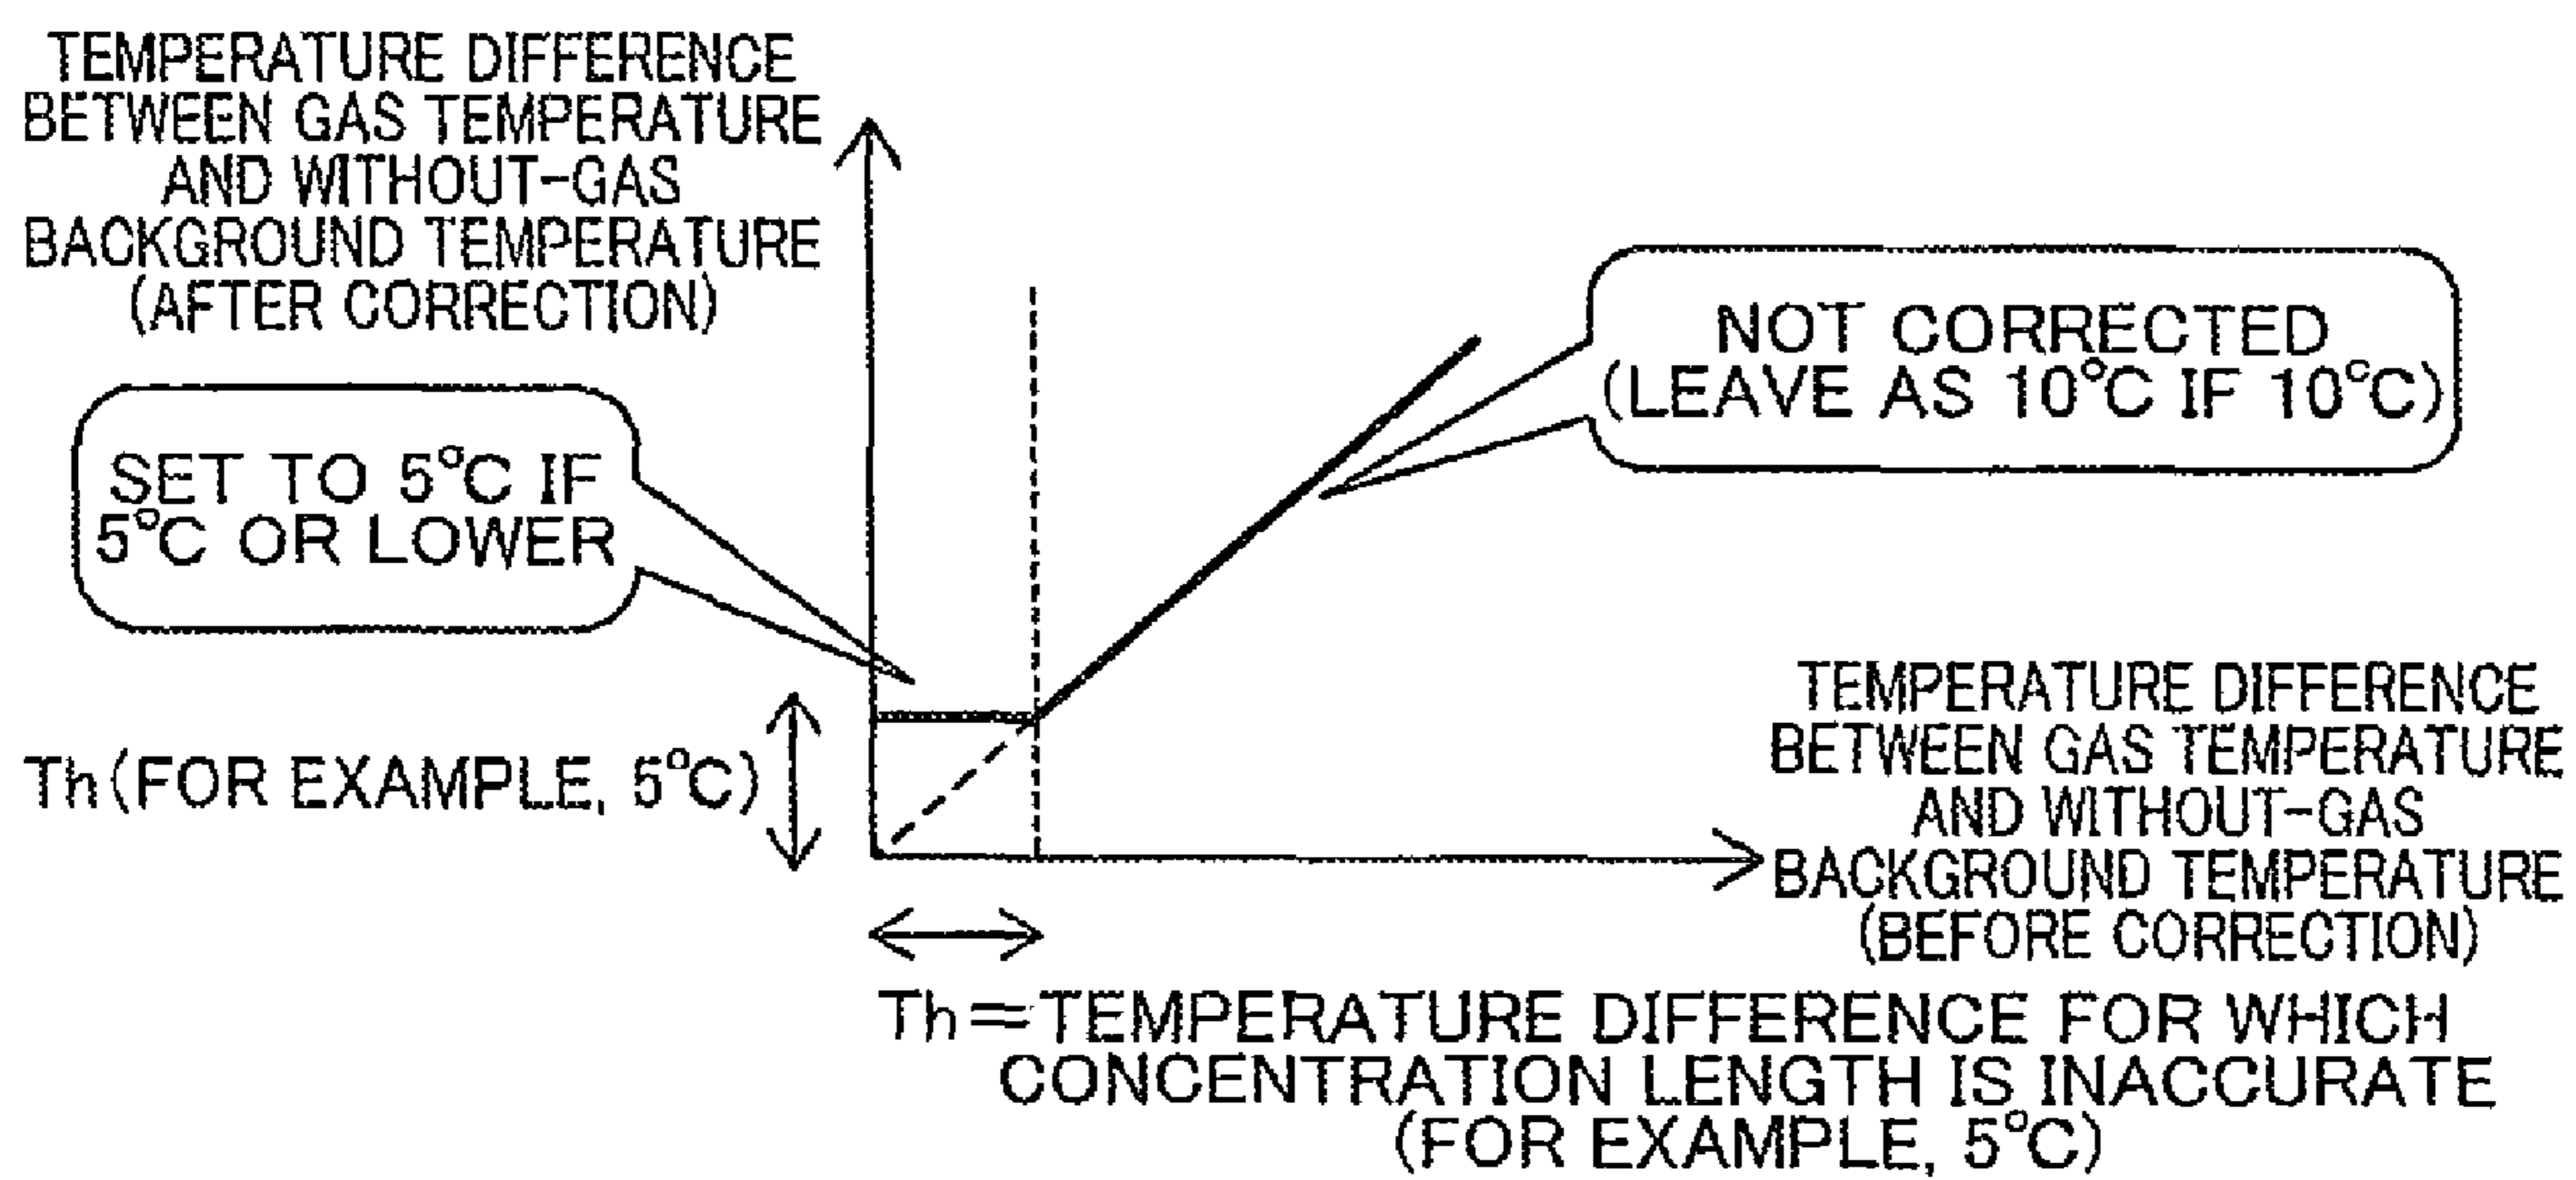 TEMPERATURE DIFFERENCE
BETWEEN GAS TEMPERATURE
AND WITHOUT-GAS
BACKGROUND TEMPERATURE
(AFTER CORRECTION)
NOT CORRECTED
(LEAVE AS 10°C IF 10°C)
SET TO 5°C IF
5°C OR LOWER
Th(FOR EXAMPLE, 5°C)
TEMPERATURE DIFFERENCE
BETWEEN GAS TEMPERATURE
AND WITHOUT-GAS
BACKGROUND TEMPERATURE
(BEFORE CORRECTION)
Th=TEMPERATURE DIFFERENCE FOR WHICH
CONCENTRATION LENGTH IS INACCURATE
(FOR EXAMPLE, 5°C)